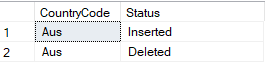 CountryCode Status
1 Aus Inserted
2 Aus Deleted